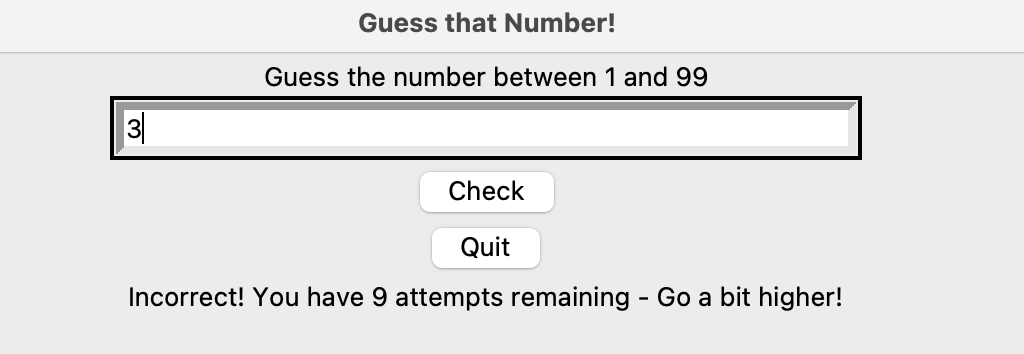 Guess that Number!
Guess the number between 1 and 99
3
Check
Quit
Incorrect! You have 9 attempts remaining - Go a bit higher!